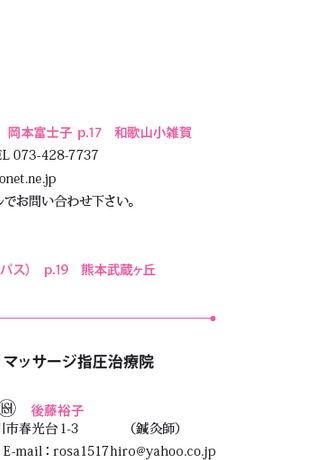 岡本富士子 p.17 和歌山小雑賀
EL 073-428-7737
onet.ne.jp
ルでお問い合わせ下さい。
パス） p.19 熊本武蔵ヶ丘
マッサージ指圧治療院
後藤裕子
川市春光台1-3 （鍼灸師）
E-mail：rosa1517hiro@yahoo.co.jp